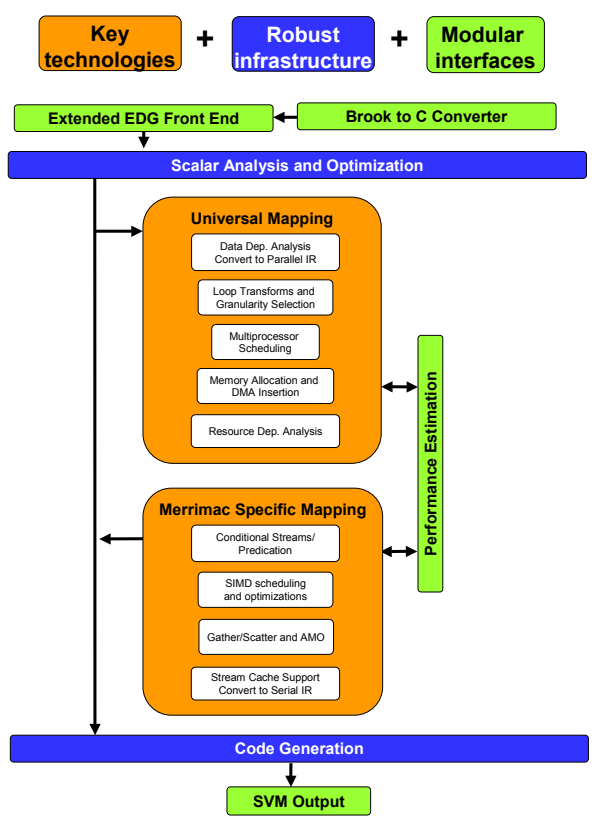 Key
technologies
+
Robust
infrastructure
+
Modular
interfaces
Extended EDG Front End
Brook to C Converter
Scalar Analysis and Optimization
Universal Mapping
Data Dep. Analysis
Convert to Parallel IR
Loop Transforms and
Granularity Selection
Multiprocessor
Scheduling
Memory Allocation and
DMA Insertion
Resource Dep. Analysis
Performance Estimation
Merrimac Specific Mapping
Conditional Streams/
Predication
SIMD scheduling
and optimizations
Gather/Scatter and AMO
Stream Cache Support
Convert to Serial IR
Code Generation
SVM Output